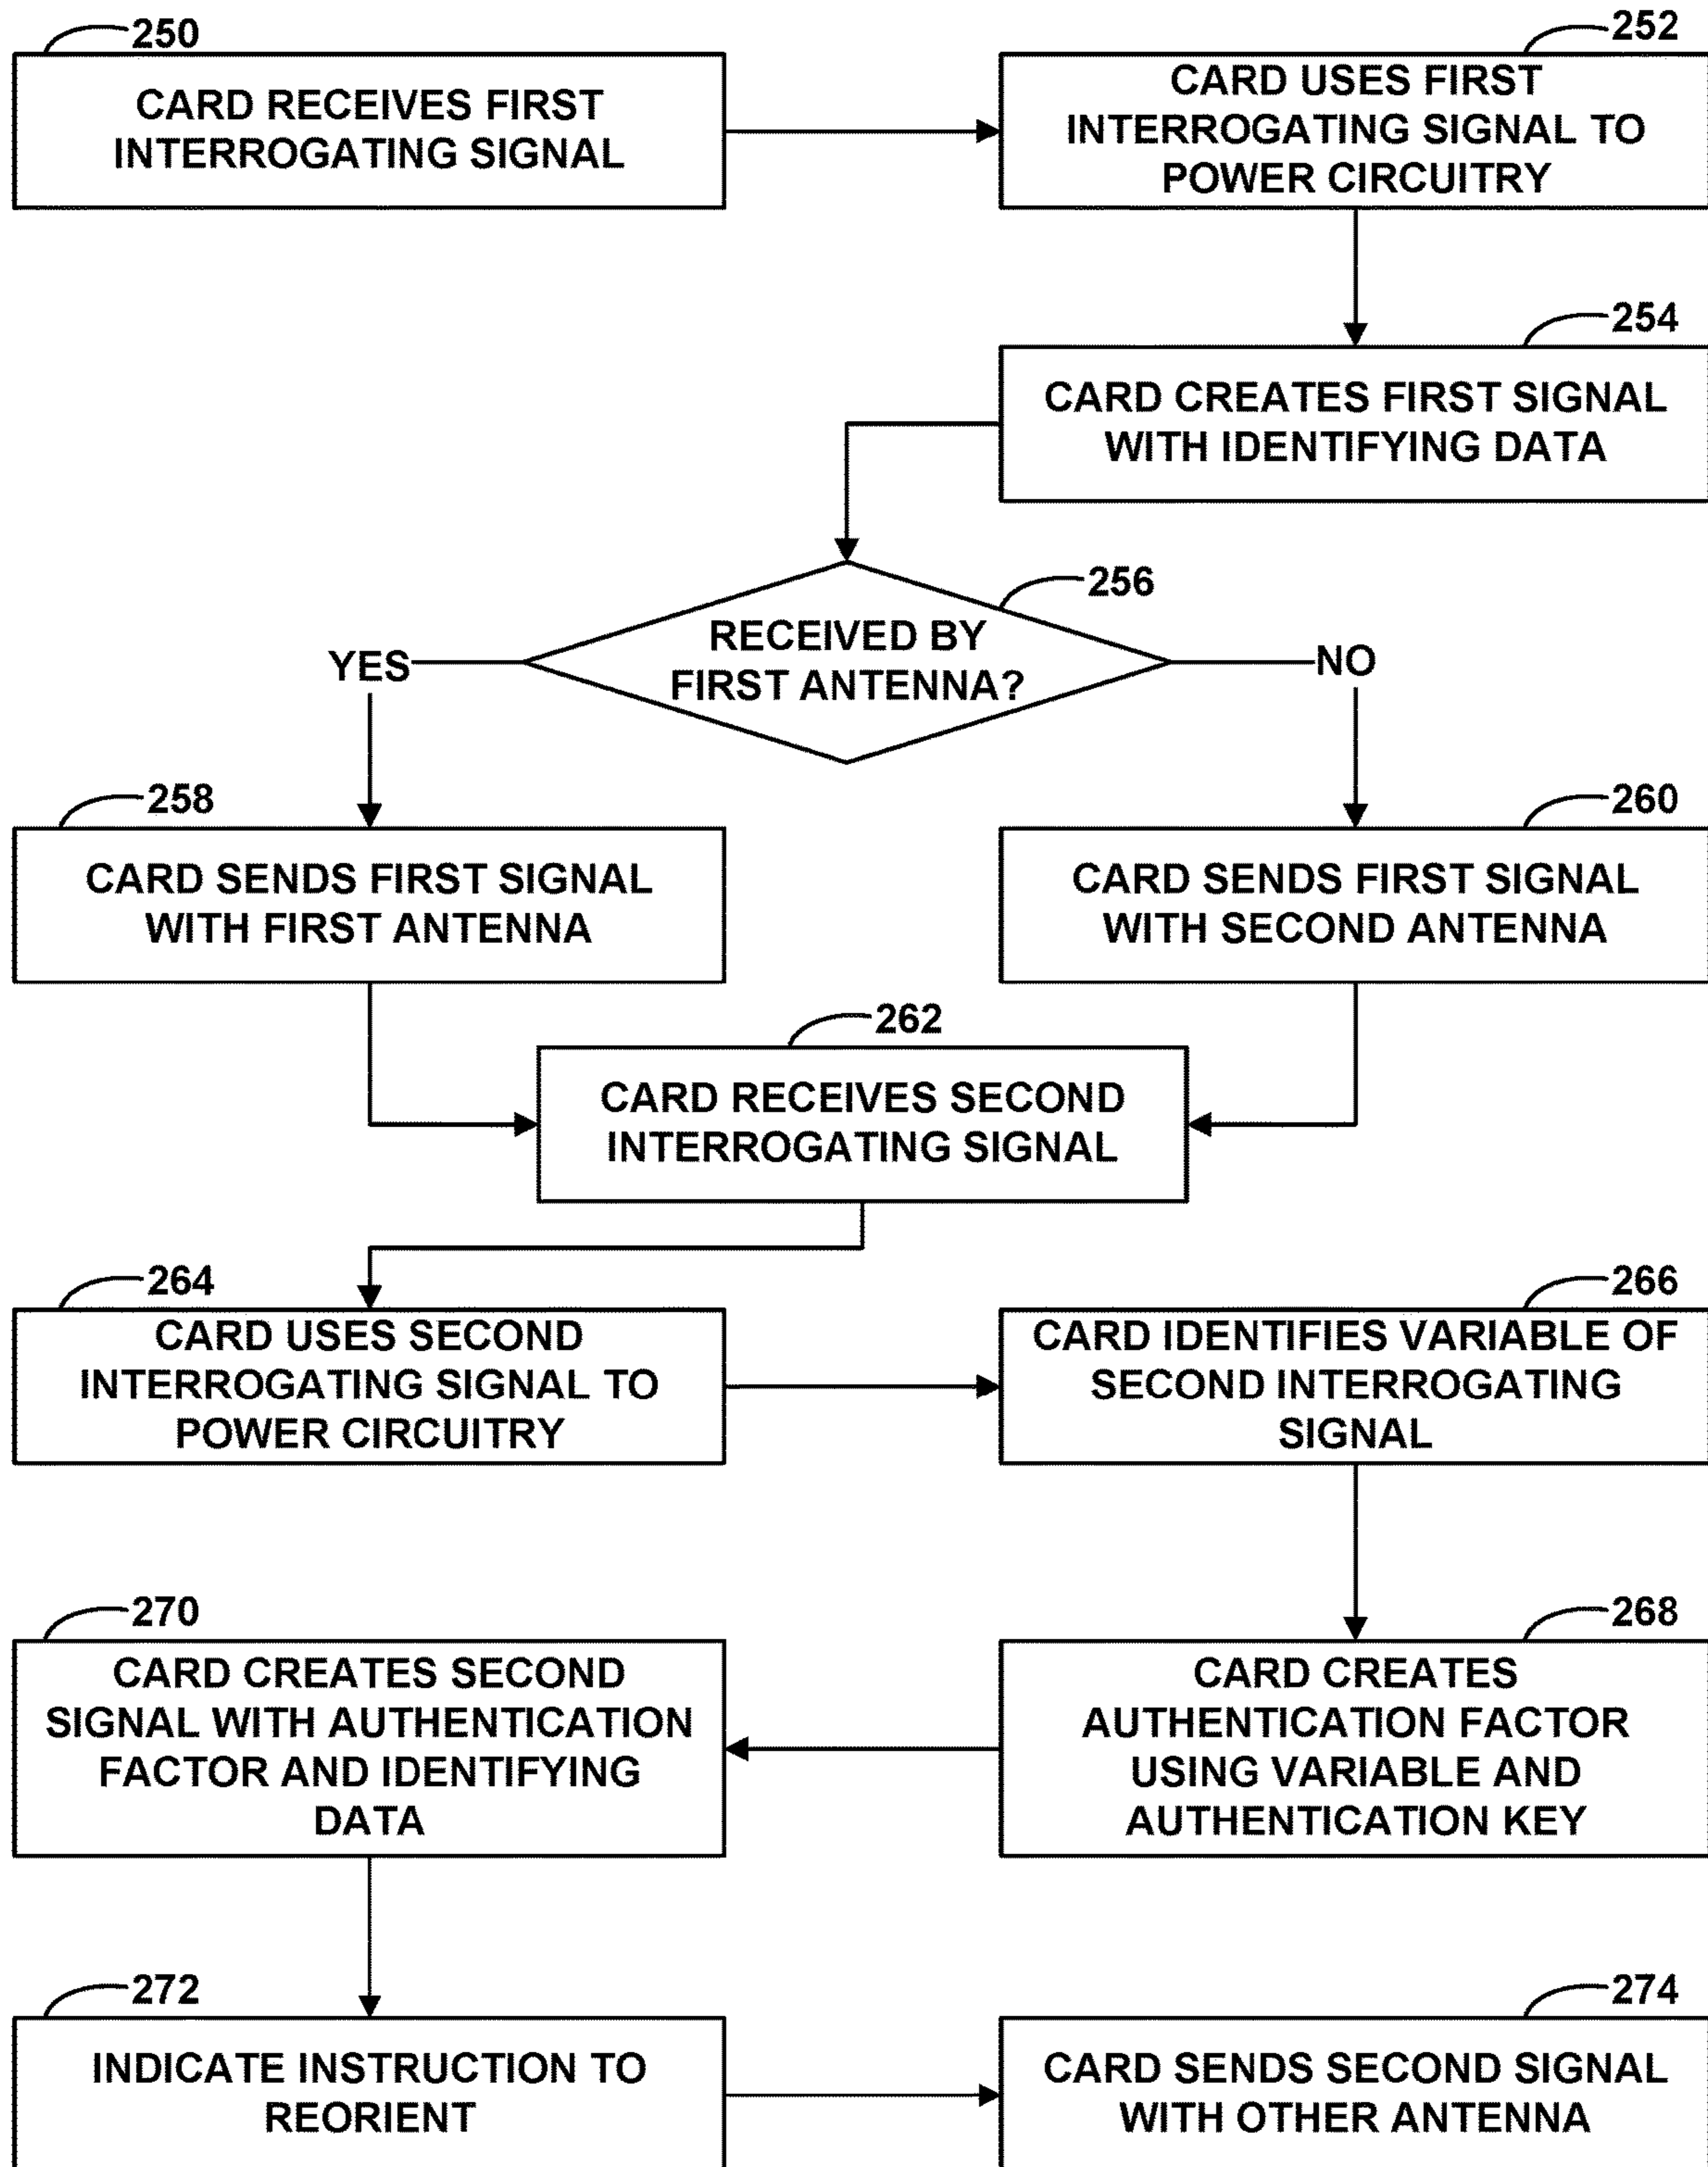 250
CARD RECEIVES FIRST
INTERROGATING SIGNAL
252
CARD USES FIRST
INTERROGATING SIGNAL TO
POWER CIRCUITRY
254
CARD CREATES FIRST SIGNAL
WITH IDENTIFYING DATA
256
RECEIVED BY
FIRST ANTENNA?
YES
NO
258
CARD SENDS FIRST SIGNAL
WITH FIRST ANTENNA
260
CARD SENDS FIRST SIGNAL
WITH SECOND ANTENNA
262
CARD RECEIVES SECOND
INTERROGATING SIGNAL
264
CARD USES SECOND
INTERROGATING SIGNAL TO
POWER CIRCUITRY
266
CARD IDENTIFIES VARIABLE OF
SECOND INTERROGATING
SIGNAL
268
CARD CREATES
AUTHENTICATION FACTOR
USING VARIABLE AND
AUTHENTICATION KEY
270
CARD CREATES SECOND
SIGNAL WITH AUTHENTICATION
FACTOR AND IDENTIFYING
DATA
272
INDICATE INSTRUCTION TO
REORIENT
274
CARD SENDS SECOND SIGNAL
WITH OTHER ANTENNA